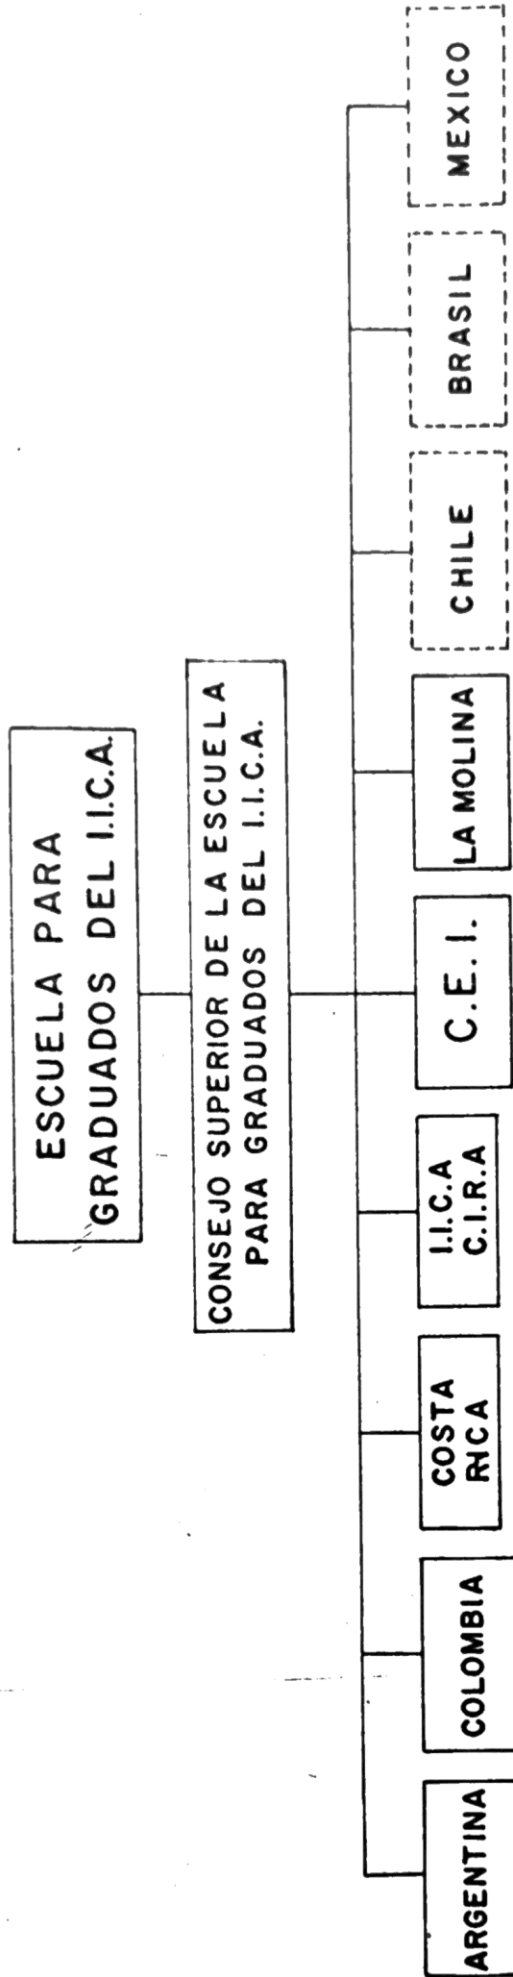 ESCUELA PARA
GRADUADOS DEL I.I.C.A.
CONSEJO SUPERIOR DE LA ESCUELA
PARA GRADUADOS DEL I.I.C.A.
ARGENTINA
COLOMBIA
COSTA
RICA
I.I.C.A
C.I.R.A
C.E.I.
LA MOLINA
CHILE
BRASIL
MEXICO